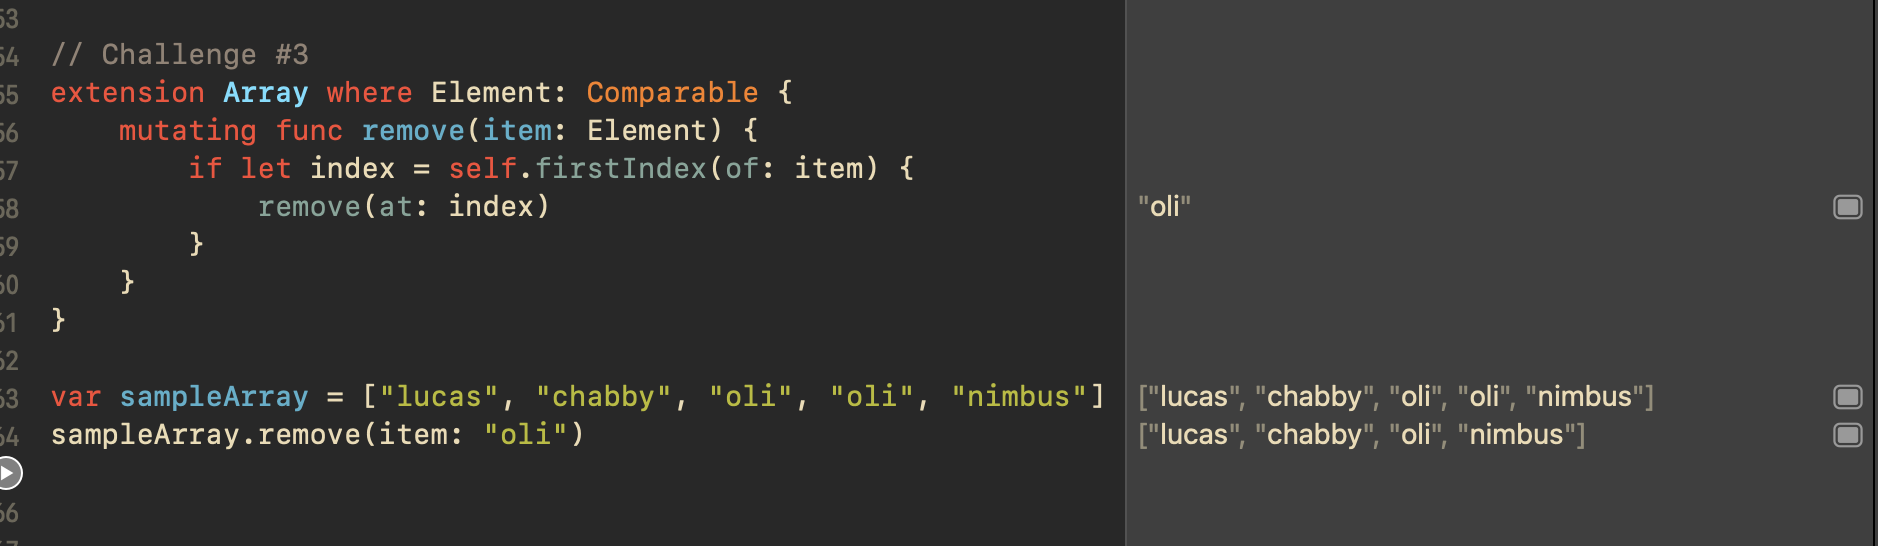 53
54 // Challenge #3
55 extension Array where Element: Comparable {
56 mutating func remove(item: Element) {
57 if let index = self.firstIndex(of: item) {
58 remove(at: index) "oli"
59 }
60 }
61 }
62
63 var sampleArray = ["lucas", "chabby", "oli", "oli", "nimbus"] ["lucas", "chabby", "oli", "oli", "nimbus"]
64 sampleArray.remove(item: "oli") ["lucas", "chabby", "oli", "nimbus"]
66